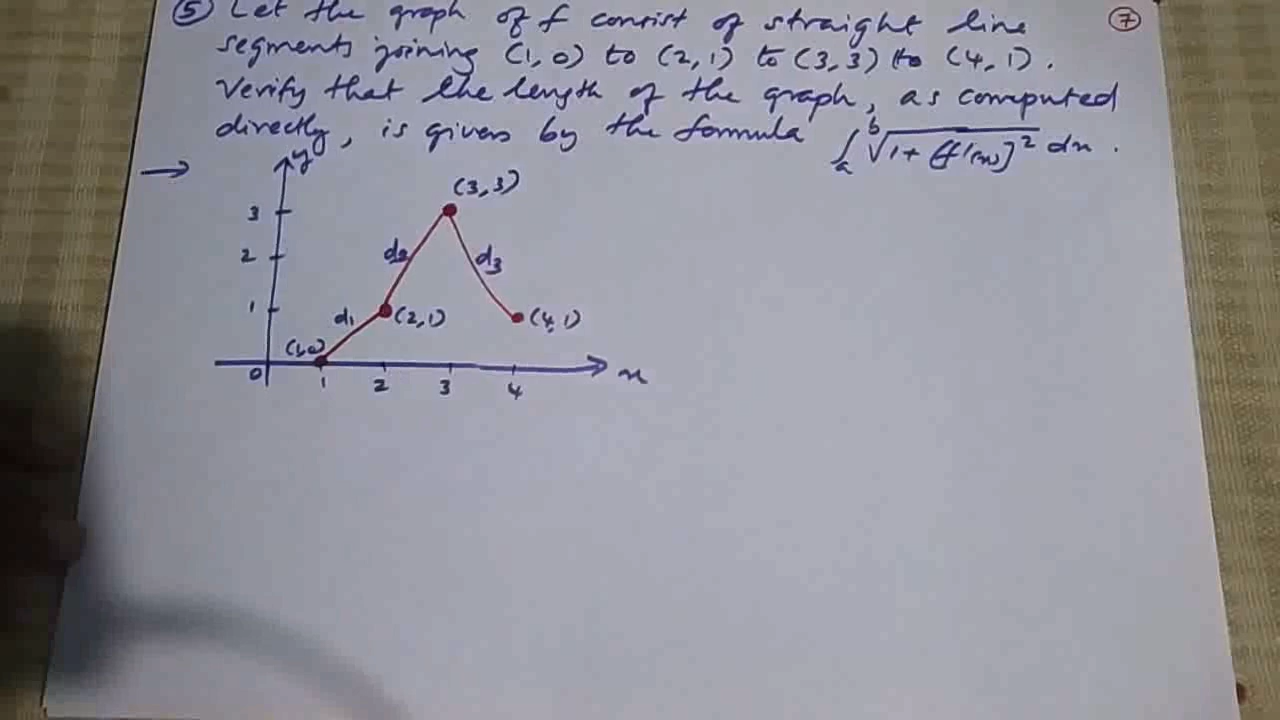 ⑤ Let the graph of f consist of straight line
⑦
segments joining (1, 0) to (2, 1) to (3, 3) to (4, 1).
Verify that the length of the graph, as computed
directly, is given by the formula ∫ₐᵇ √1 + [f'(x)]² dx.
→
y
(3, 3)
3
d2
2
d3
1
d1
(2, 1)
(4, 1)
(1, 0)
0
1
2
3
4
x